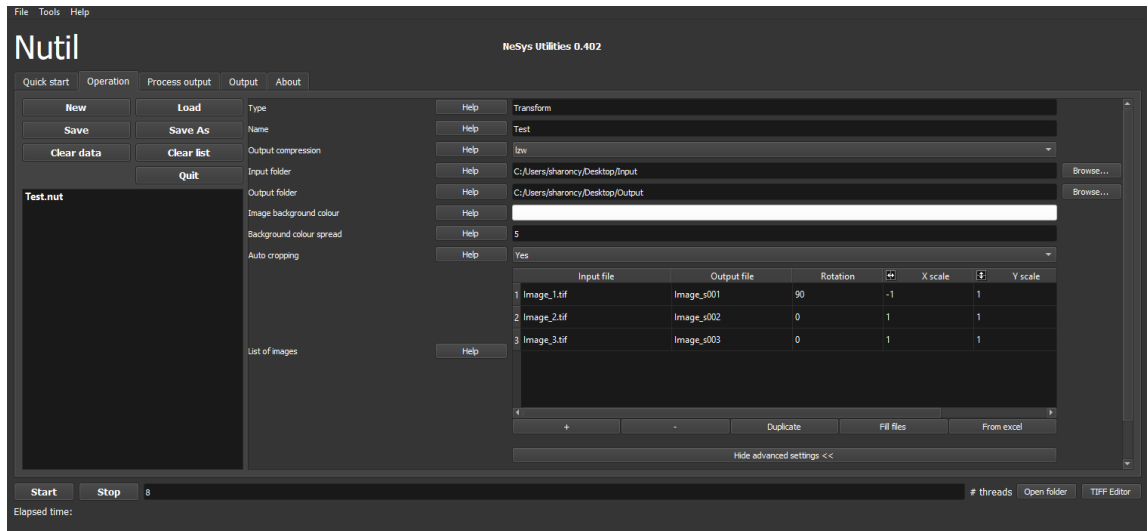 File Tools Help
Nutil
NeSys Utilities 0.402
Quick start Operation Process output Output About
New Load
Save Save As
Clear data Clear list
Quit
Test.nut
Type Help Transform
Name Help Test
Output compression Help lzw
Input folder Help C:/Users/sharoncy/Desktop/Input Browse...
Output folder Help C:/Users/sharoncy/Desktop/Output Browse...
Image background colour Help
Background colour spread Help 5
Auto cropping Help Yes
Input file Output file Rotation X scale Y scale
1 Image_1.tif Image_s001 90 -1 1
2 Image_2.tif Image_s002 0 1 1
3 Image_3.tif Image_s003 0 1 1
List of images Help
+ - Duplicate Fill files From excel
Hide advanced settings <<
Start Stop 8 # threads Open folder TIFF Editor
Elapsed time: